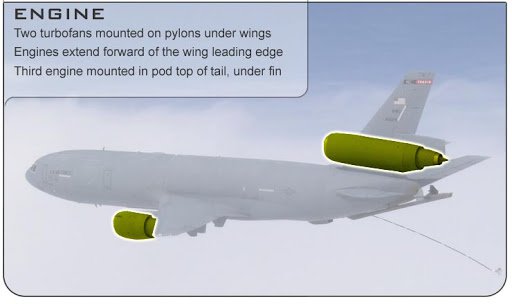 ENGINE
Two turbofans mounted on pylons under wings
Engines extend forward of the wing leading edge
Third engine mounted in pod top of tail, under fin